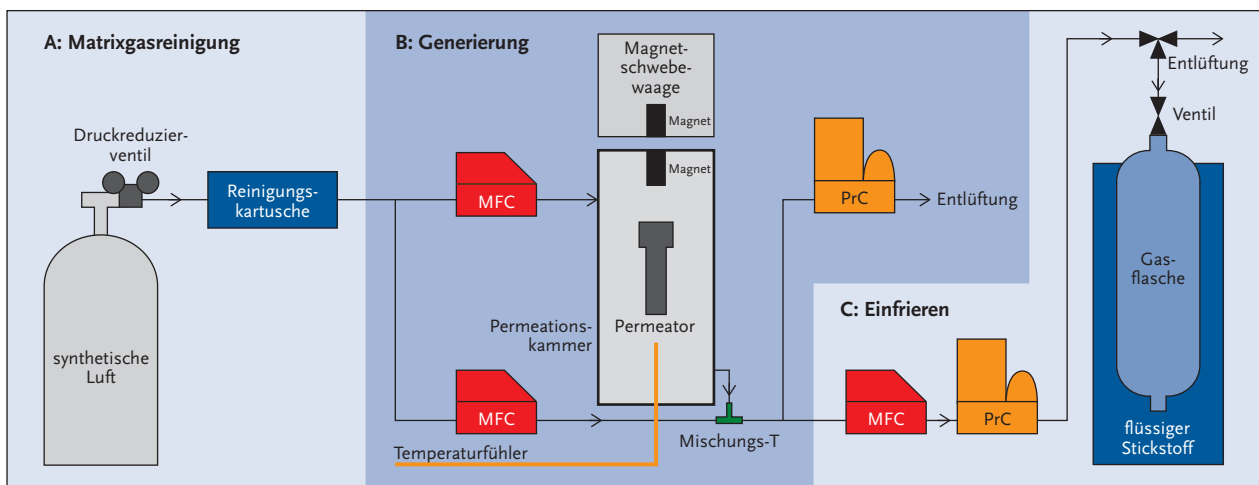 A: Matrixgasreinigung
Druckreduzier-
ventil
Reinigungs-
kartusche
synthetische
Luft
B: Generierung
Magnet-
schwebe-
waage
Magnet
Magnet
MFC
Permeations-
kammer
Permeator
MFC
Temperaturfühler
Mischungs-T
PrC
Entlüftung
C: Einfrieren
MFC
PrC
Entlüftung
Ventil
Gas-
flasche
flüssiger
Stickstoff